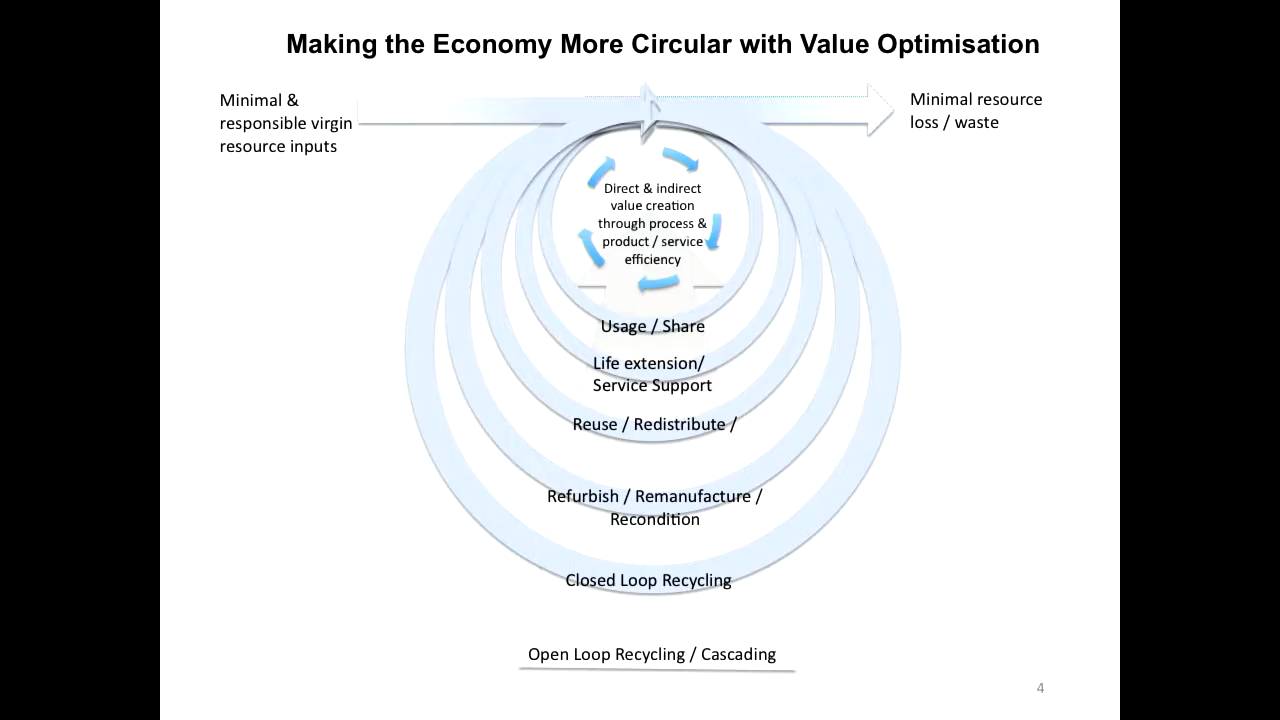 Making the Economy More Circular with Value Optimisation
Minimal &
responsible virgin
resource inputs
Minimal resource
loss / waste
Direct & indirect
value creation
through process &
product / service
efficiency
Usage / Share
Life extension/
Service Support
Reuse / Redistribute /
Refurbish / Remanufacture /
Recondition
Closed Loop Recycling
Open Loop Recycling / Cascading
4